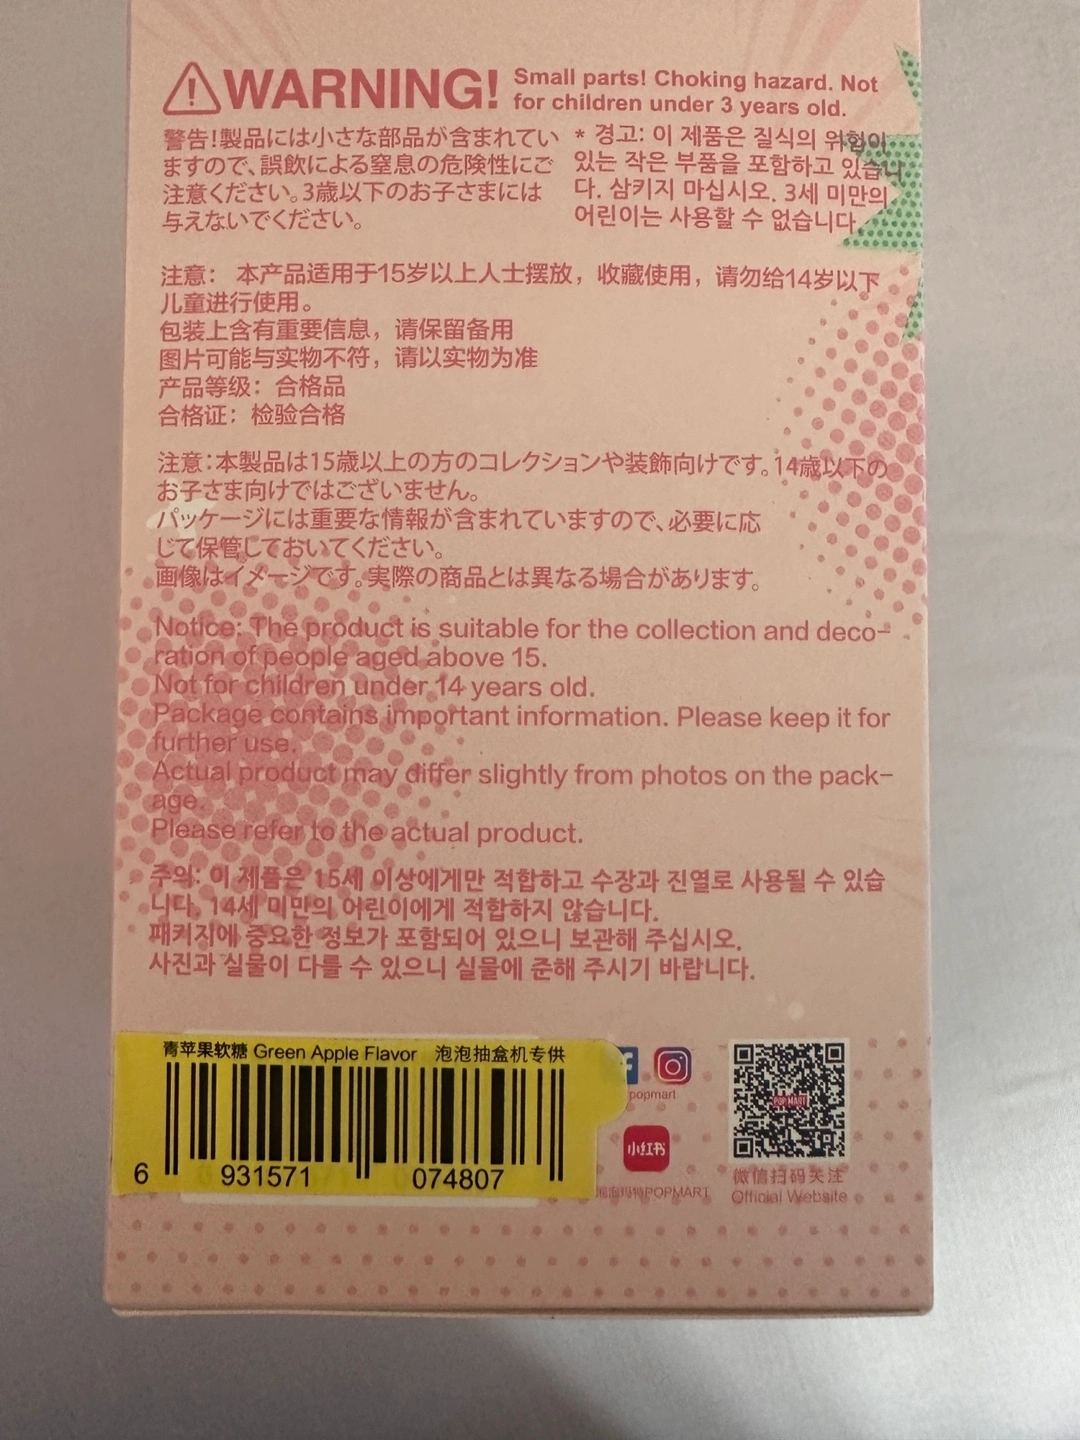 WARNING!
Small parts! Choking hazard. Not
for children under 3 years old.
警告!製品には小さな部品が含まれてい
ますので、誤飲による窒息の危険性にご
注意ください。3歳以下のお子さまには
与えないでください。
* 경고: 이 제품은 질식의 위험이
있는 작은 부품을 포함하고 있습니
다. 삼키지 마십시오. 3세 미만의
어린이는 사용할 수 없습니다.
注意： 本产品适用于15岁以上人士摆放，收藏使用，请勿给14岁以下
儿童进行使用。
包装上含有重要信息，请保留备用
图片可能与实物不符，请以实物为准
产品等级：合格品
合格证：检验合格
注意:本製品は15歳以上の方のコレクションや装飾向けです。14歳以下の
お子さま向けではございません。
パッケージには重要な情報が含まれていますので、必要に応
じて保管しておいてください。
画像はイメージです。実際の商品とは異なる場合があります。
Notice: The product is suitable for the collection and deco-
ration of people aged above 15.
Not for children under 14 years old.
Package contains important information. Please keep it for
further use.
Actual product may differ slightly from photos on the pack-
age.
Please refer to the actual product.
주의: 이 제품은 15세 이상에게만 적합하고 수장과 진열로 사용될 수 있습
니다. 14세 미만의 어린이에게 적합하지 않습니다.
패키지에 중요한 정보가 포함되어 있으니 보관해 주십시오.
사진과 실물이 다를 수 있으니 실물에 준해 주시기 바랍니다.
青苹果软糖 Green Apple Flavor 泡泡抽盒机专供
6 931571 074807
popmart
小红书
泡泡玛特POPMART
POP MART
微信扫码关注
Official Website